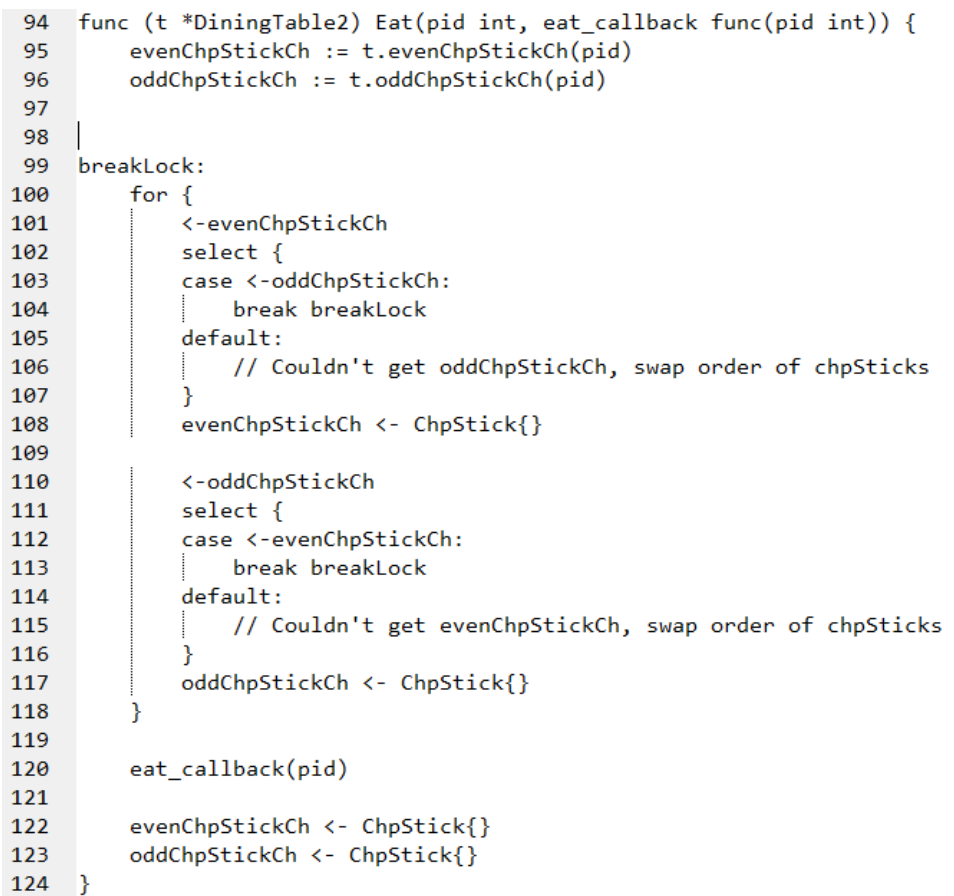 94 func (t *DiningTable2) Eat(pid int, eat_callback func(pid int)) {
95     evenChpStickCh := t.evenChpStickCh(pid)
96     oddChpStickCh := t.oddChpStickCh(pid)
97
98
99 breakLock:
100     for {
101         <-evenChpStickCh
102         select {
103         case <-oddChpStickCh:
104             break breakLock
105         default:
106             // Couldn't get oddChpStickCh, swap order of chpSticks
107         }
108         evenChpStickCh <- ChpStick{}
109
110         <-oddChpStickCh
111         select {
112         case <-evenChpStickCh:
113             break breakLock
114         default:
115             // Couldn't get evenChpStickCh, swap order of chpSticks
116         }
117         oddChpStickCh <- ChpStick{}
118     }
119
120     eat_callback(pid)
121
122     evenChpStickCh <- ChpStick{}
123     oddChpStickCh <- ChpStick{}
124 }